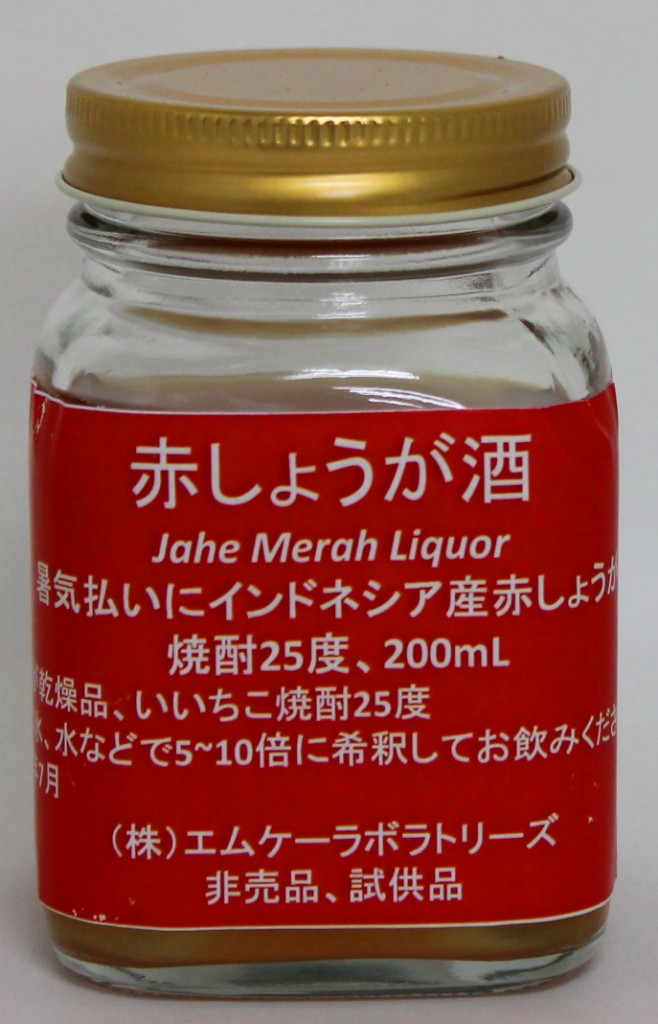 赤しょうが酒
Jahe Merah Liquor
暑気払いにインドネシア産赤しょうが
焼酎25度、200mL
乾燥品、いいちこ焼酎25度
水、水などで5~10倍に希釈してお飲みくださ
7月
（株）エムケーラボラトリーズ
非売品、試供品